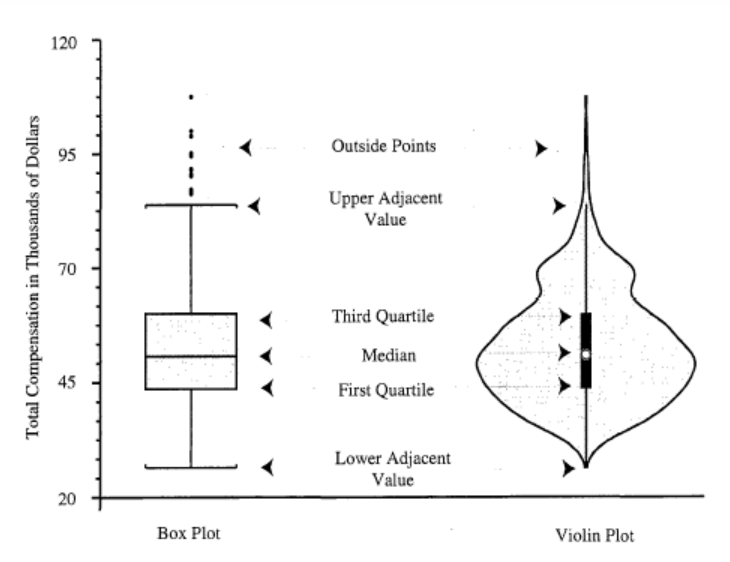 120
95
70
45
20
Total Compensation in Thousands of Dollars
Outside Points
Upper Adjacent
Value
Third Quartile
Median
First Quartile
Lower Adjacent
Value
Box Plot
Violin Plot